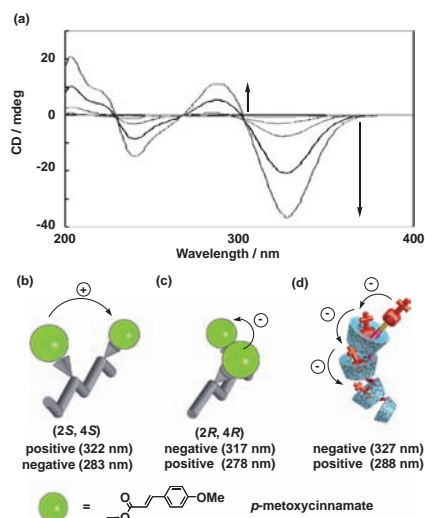 (a)
CD / mdeg
20
0
-20
-40
200
300
400
Wavelength / nm
(b)
(c)
(d)
+
-
-
-
-
(2S, 4S)
positive (322 nm)
negative (283 nm)
(2R, 4R)
negative (317 nm)
positive (278 nm)
negative (327 nm)
positive (288 nm)
=
O
O
OMe
p-metoxycinnamate